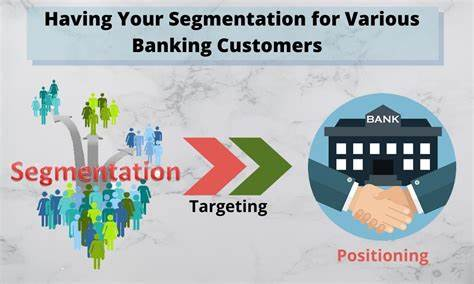 Having Your Segmentation for Various
Banking Customers
Segmentation
Targeting
BANK
Positioning